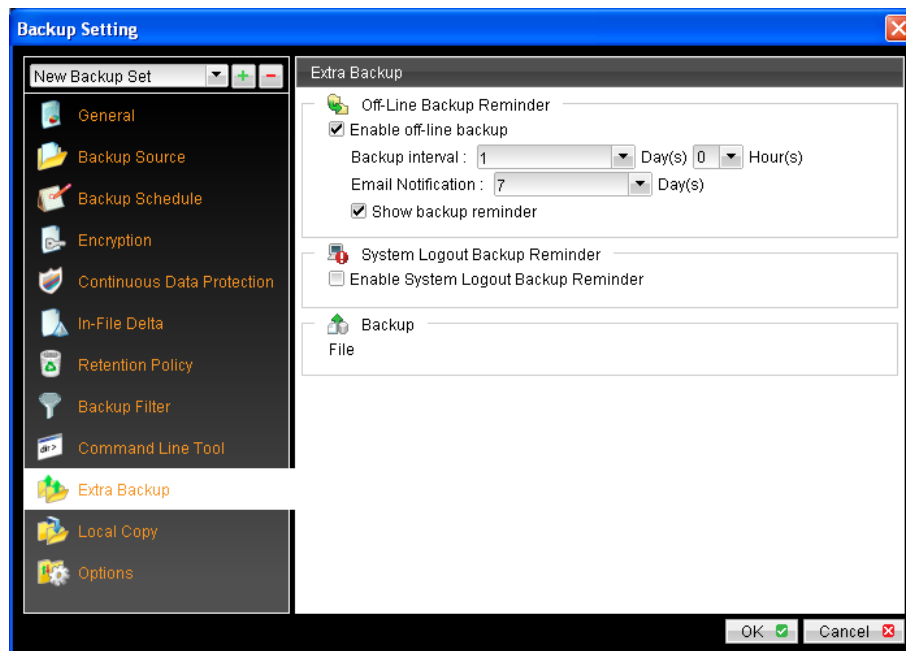 Backup Setting
New Backup Set
General
Backup Source
Backup Schedule
Encryption
Continuous Data Protection
In-File Delta
Retention Policy
Backup Filter
dir>
Command Line Tool
Extra Backup
Local Copy
Options
Extra Backup
Off-Line Backup Reminder
Enable off-line backup
Backup interval : 1 Day(s) 0 Hour(s)
Email Notification : 7 Day(s)
Show backup reminder
System Logout Backup Reminder
Enable System Logout Backup Reminder
Backup
File
OK Cancel